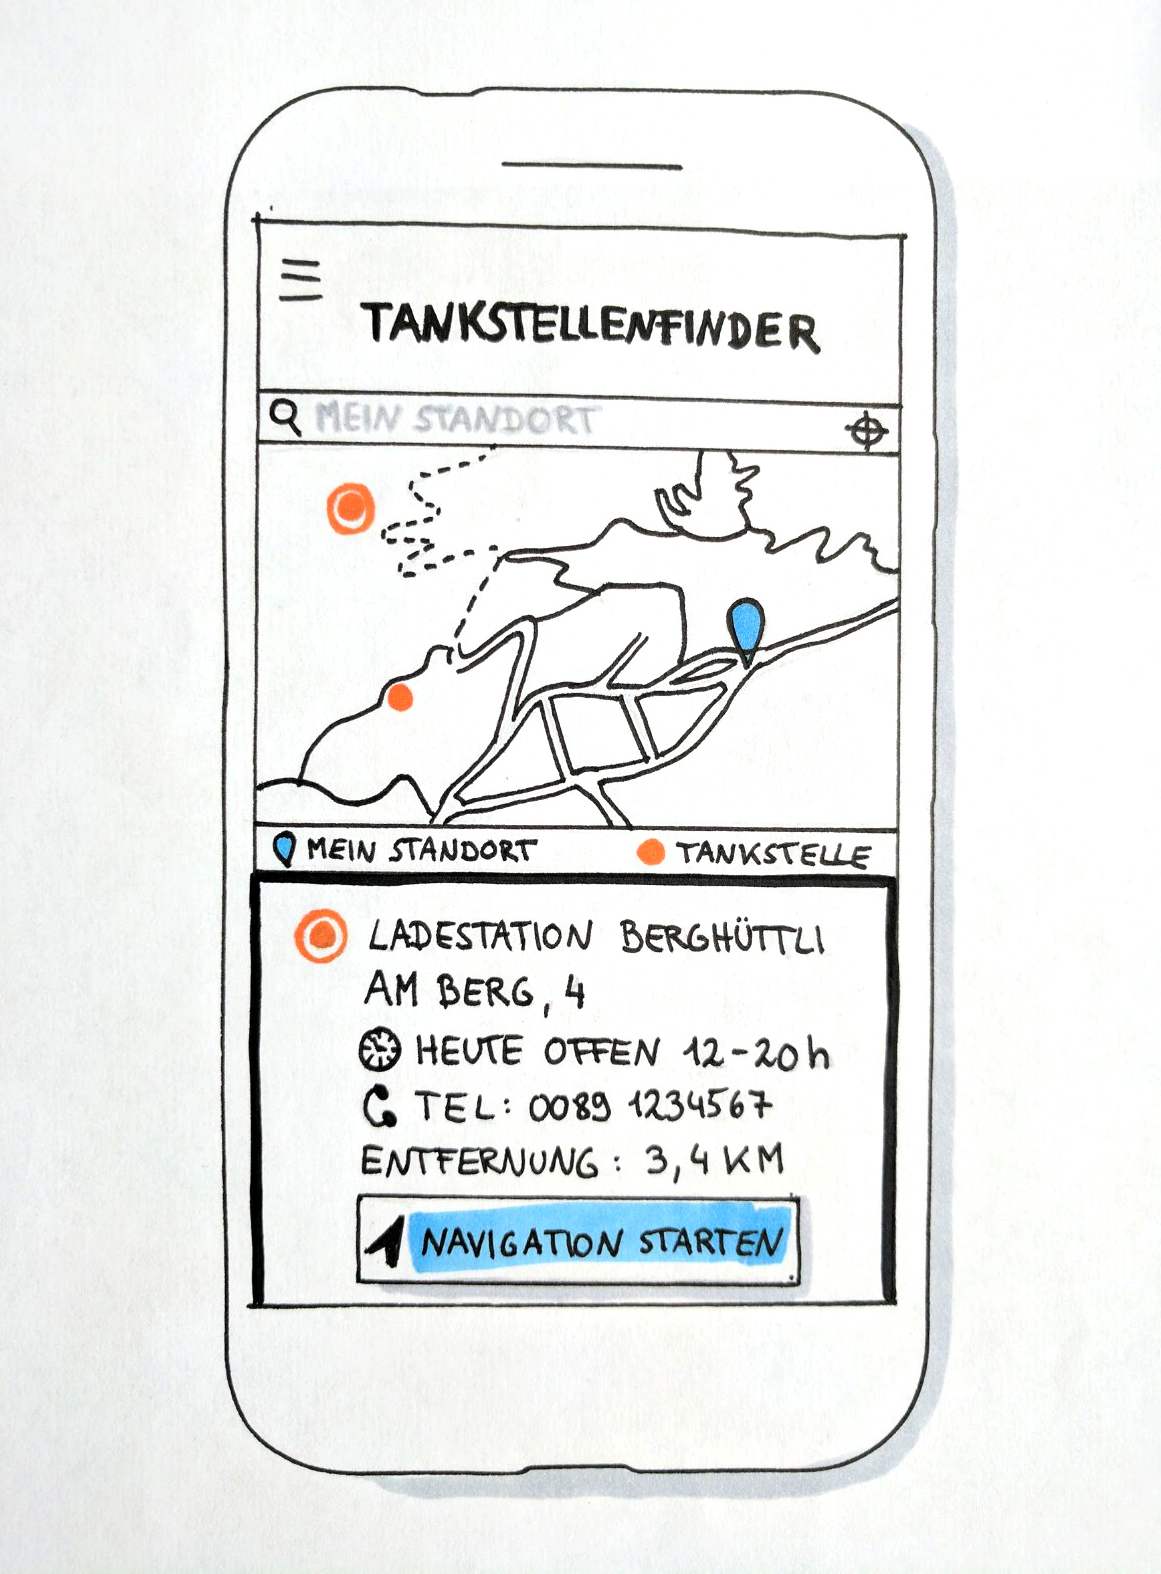 TANKSTELLENFINDER
MEIN STANDORT
MEIN STANDORT
TANKSTELLE
LADESTATION BERGHÜTTLI
AM BERG, 4
HEUTE OFFEN 12-20h
TEL: 0089 1234567
ENTFERNUNG: 3,4 KM
NAVIGATION STARTEN